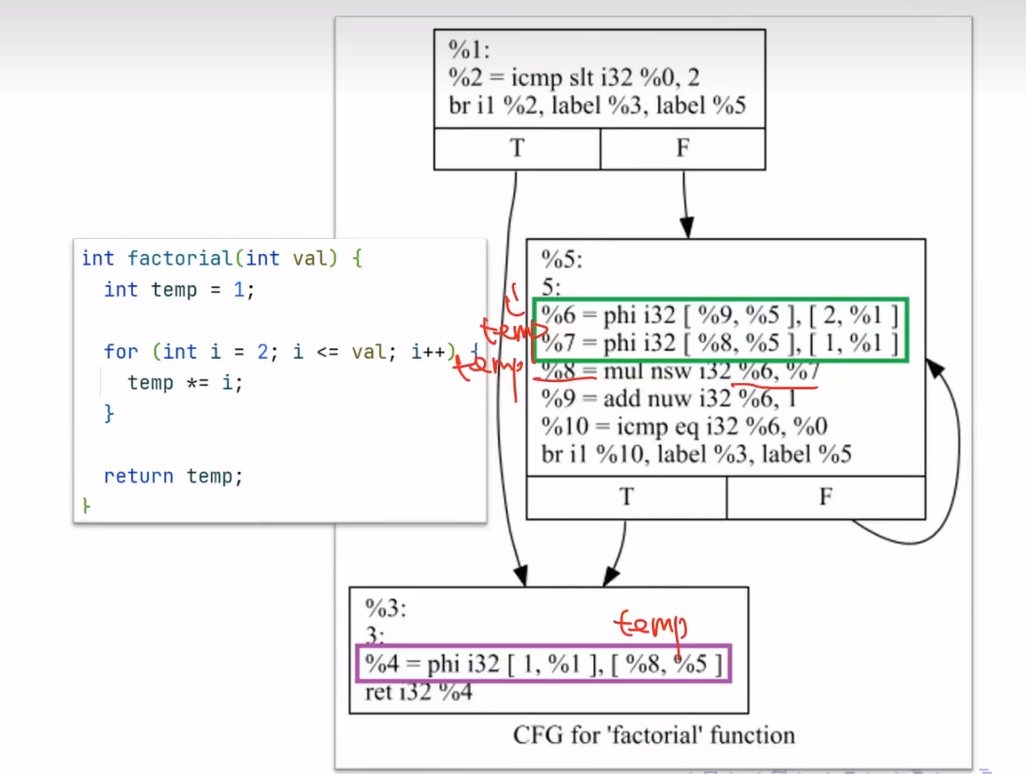 %1:
%2 = icmp slt i32 %0, 2
br i1 %2, label %3, label %5
T
F
int factorial(int val) {
int temp = 1;
for (int i = 2; i <= val; i++) {
temp *= i;
}
return temp;
}
%5:
5:
i
%6 = phi i32 [ %9, %5 ], [ 2, %1 ]
temp
%7 = phi i32 [ %8, %5 ], [ 1, %1 ]
temp
%8 = mul nsw i32 %6, %7
%9 = add nuw i32 %6, 1
%10 = icmp eq i32 %6, %0
br i1 %10, label %3, label %5
T
F
%3:
3:
temp
%4 = phi i32 [ 1, %1 ], [ %8, %5 ]
ret i32 %4
CFG for 'factorial' function